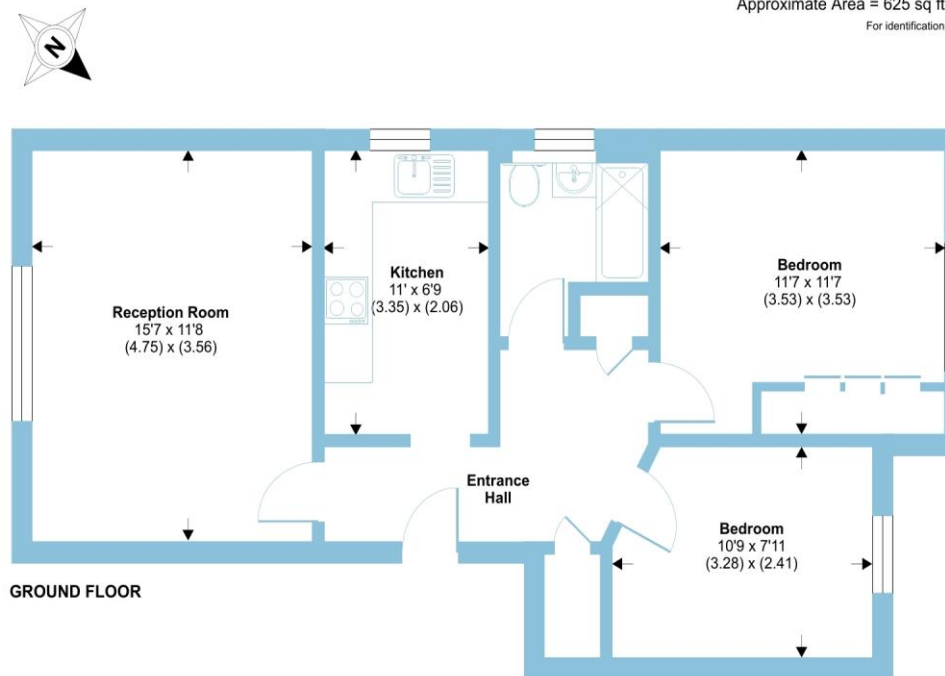 Approximate Area = 625 sq ft
For identification
N
Kitchen
11' x 6'9
(3.35) x (2.06)
Bedroom
11'7 x 11'7
(3.53) x (3.53)
Reception Room
15'7 x 11'8
(4.75) x (3.56)
Entrance
Hall
Bedroom
10'9 x 7'11
(3.28) x (2.41)
GROUND FLOOR